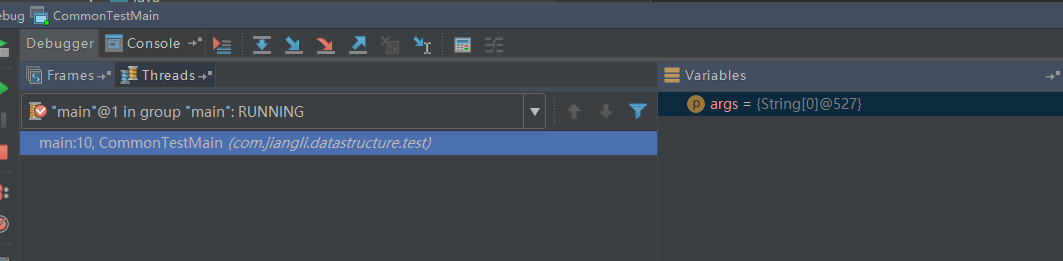 ebug CommonTestMain
Debugger Console
Frames Threads Variables
"main"@1 in group "main": RUNNING
p args = {String[0]@527}
main:10, CommonTestMain (com.jiangli.datastructure.test)